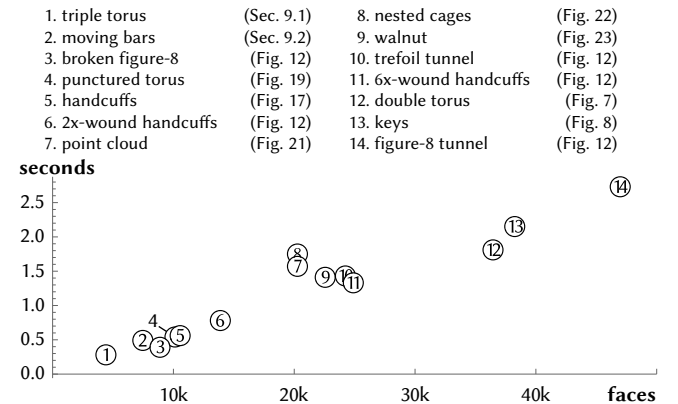 1. triple torus (Sec. 9.1)
2. moving bars (Sec. 9.2)
3. broken figure-8 (Fig. 12)
4. punctured torus (Fig. 19)
5. handcuffs (Fig. 17)
6. 2x-wound handcuffs (Fig. 12)
7. point cloud (Fig. 21)
8. nested cages (Fig. 22)
9. walnut (Fig. 23)
10. trefoil tunnel (Fig. 12)
11. 6x-wound handcuffs (Fig. 12)
12. double torus (Fig. 7)
13. keys (Fig. 8)
14. figure-8 tunnel (Fig. 12)
seconds
2.5
2.0
1.5
1.0
0.5
0.0
1
2
3
4
5
6
7
8
9
10
11
12
13
14
10k 20k 30k 40k faces